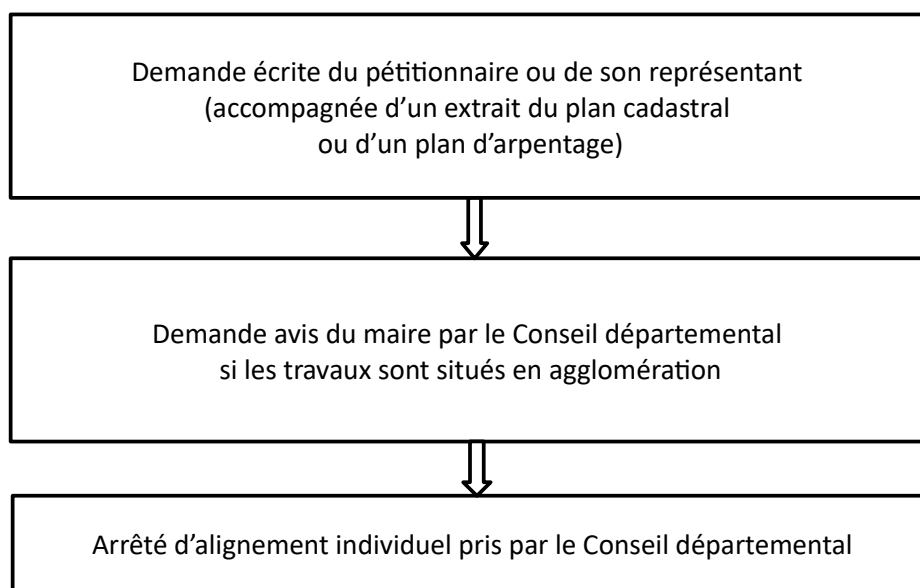 Demande écrite du pétitionnaire ou de son représentant
(accompagnée d’un extrait du plan cadastral
ou d’un plan d’arpentage)
Demande avis du maire par le Conseil départemental
si les travaux sont situés en agglomération
Arrêté d’alignement individuel pris par le Conseil départemental